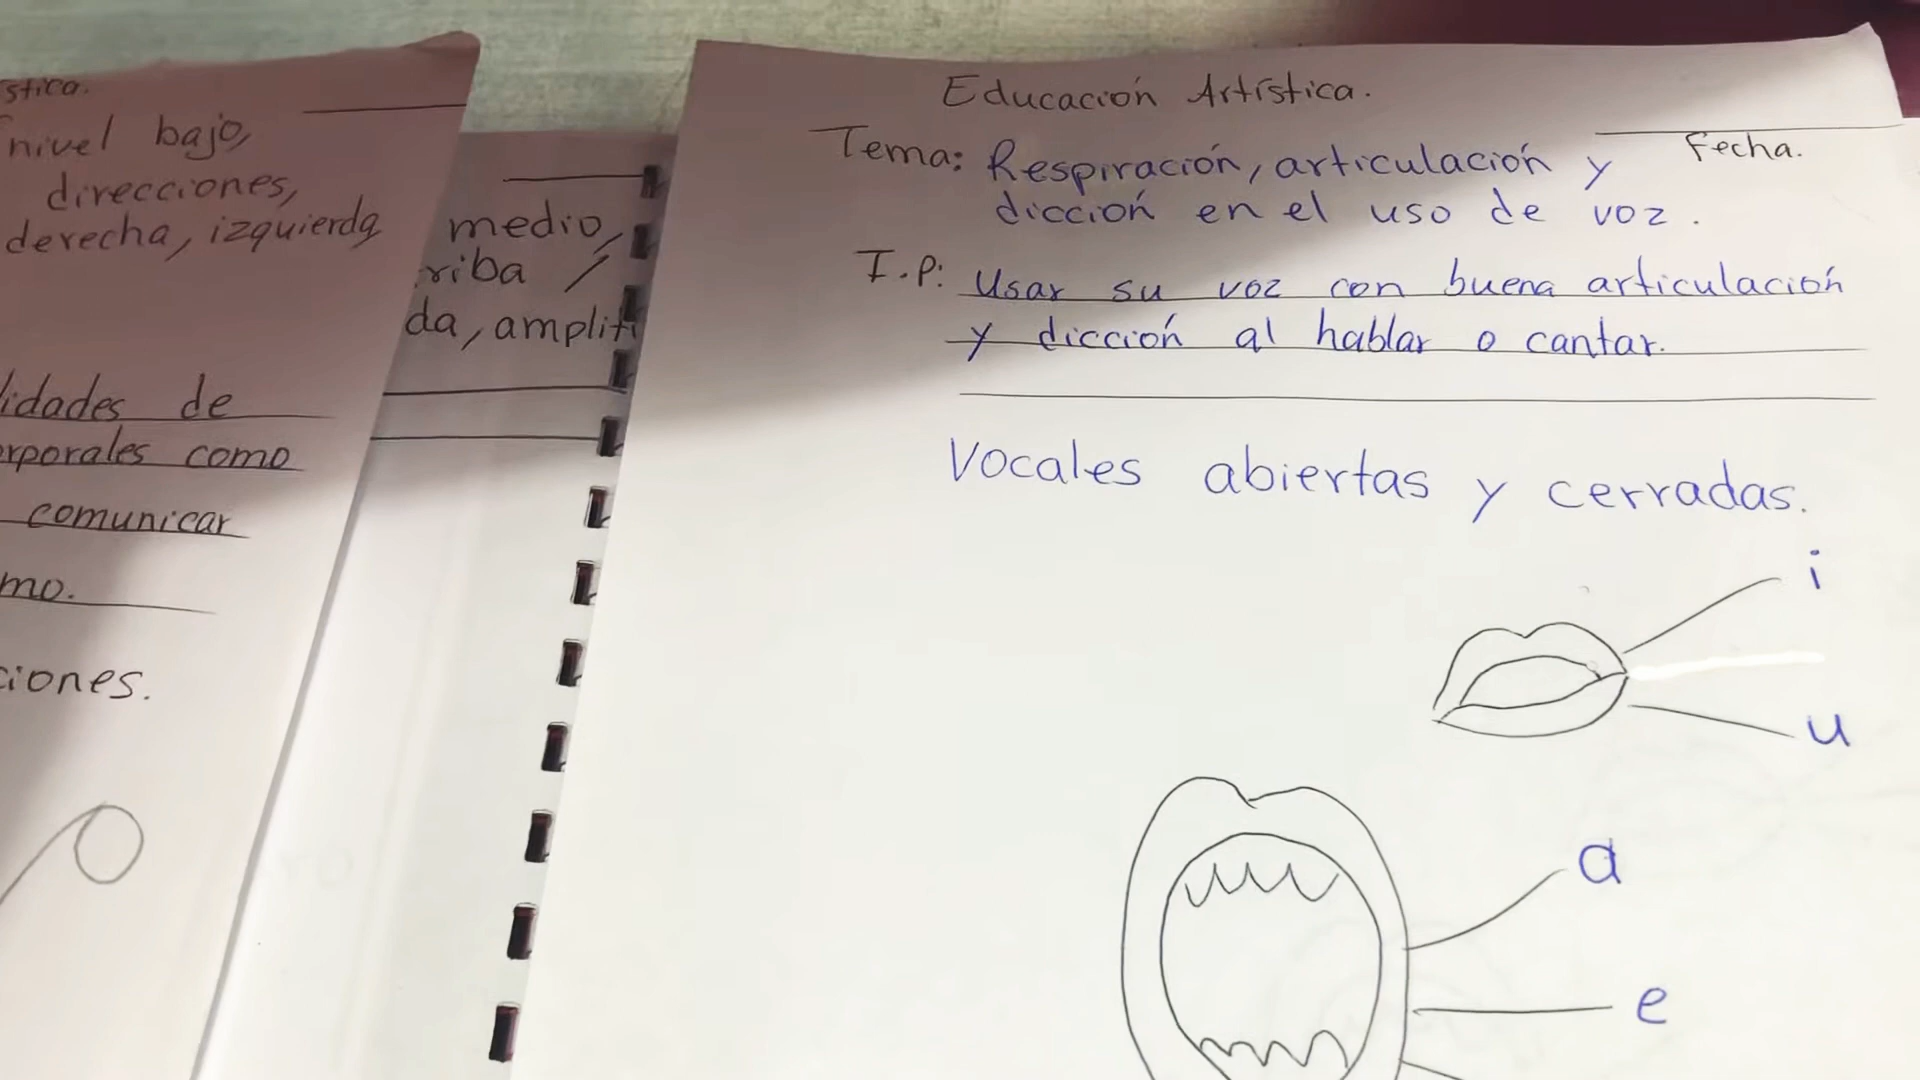 stica.
nivel bajo,
direcciones,
derecha, izquierda
lidades de
orporales como
comunicar
mo.
ciones.
medio,
riba /
da, ampliti
Educación Artística.
Fecha.
Tema: Respiración, articulación y
dicción en el uso de voz.
I.P: Usar su voz con buena articulación
y dicción al hablar o cantar.
Vocales abiertas y cerradas.
i
u
a
e